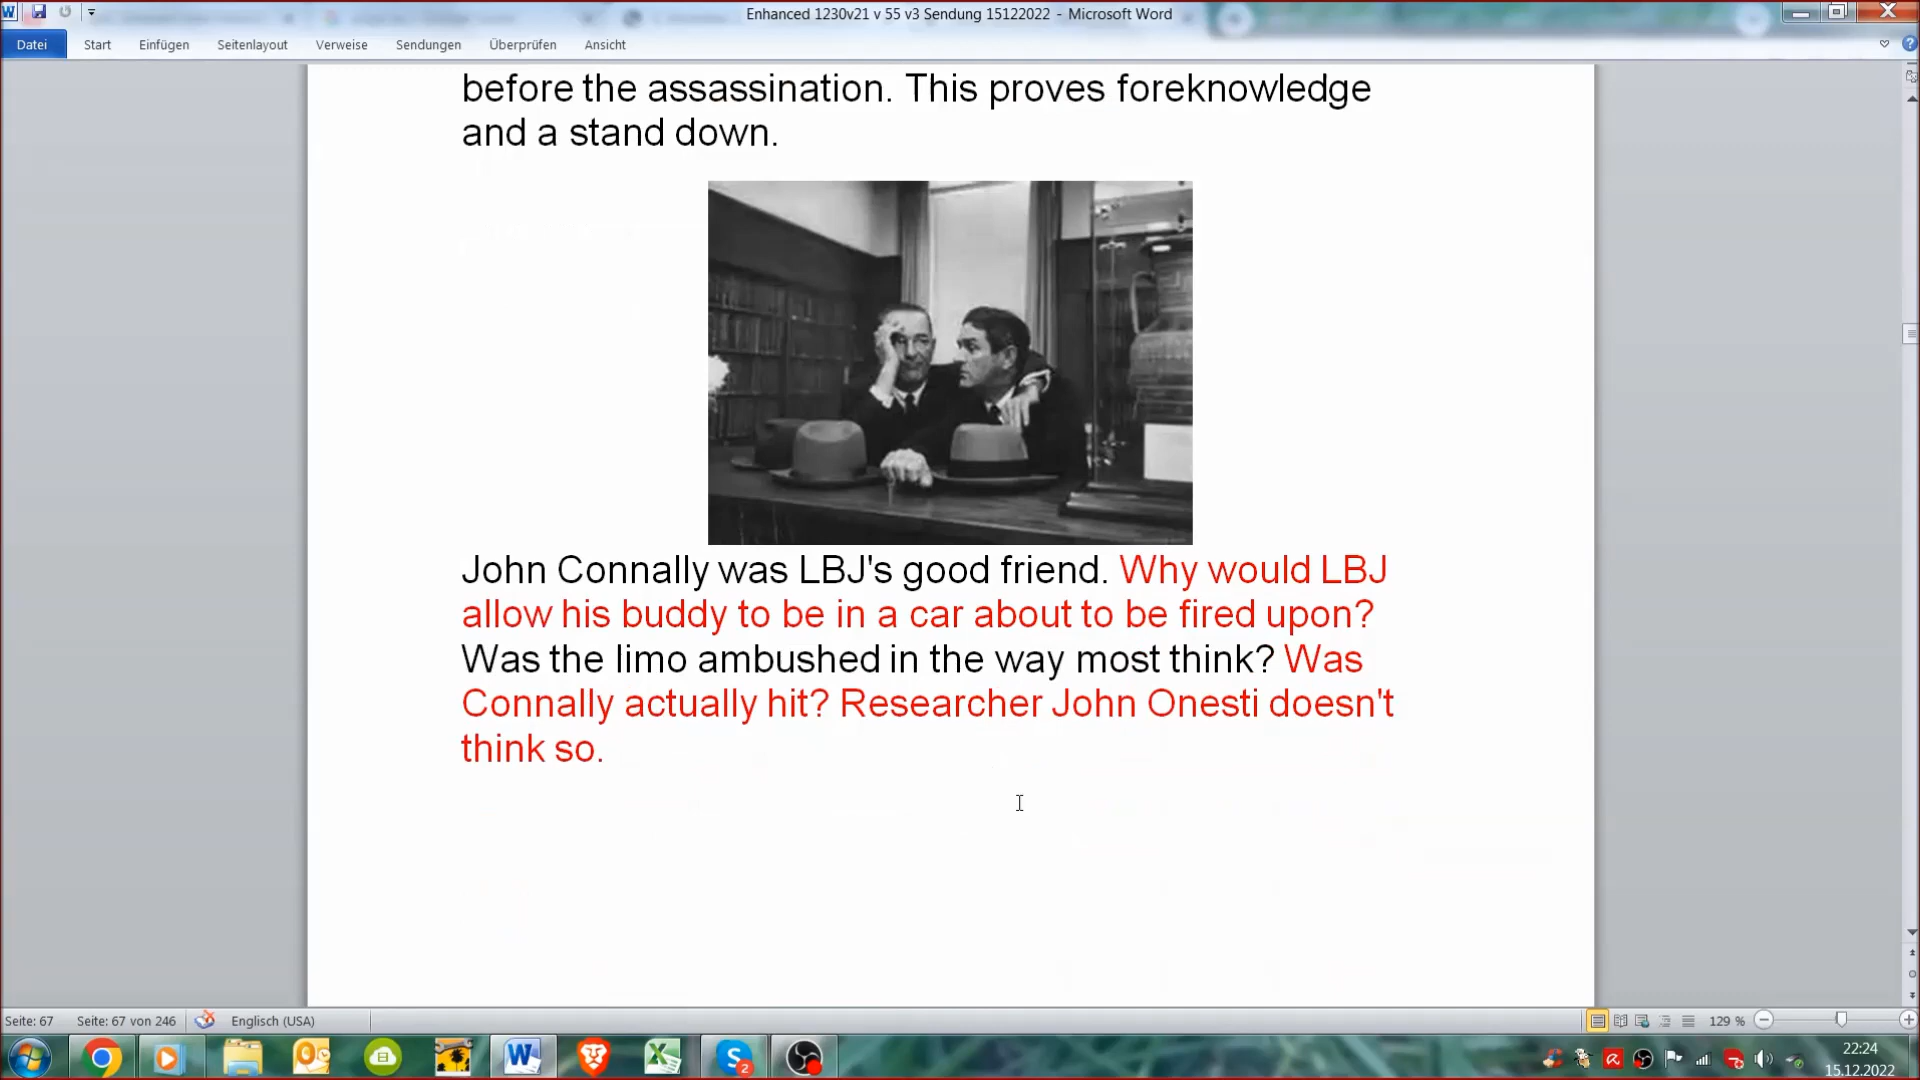 Enhanced 1230v21 v 55 v3 Sendung 15122022 - Microsoft Word
Datei Start Einfügen Seitenlayout Verweise Sendungen Überprüfen Ansicht
before the assassination. This proves foreknowledge
and a stand down.
John Connally was LBJ's good friend. Why would LBJ
allow his buddy to be in a car about to be fired upon?
Was the limo ambushed in the way most think? Was
Connally actually hit? Researcher John Onesti doesn't
think so.
Seite: 67 Seite: 67 von 246 Englisch (USA) 129 %
22:24
15.12.2022